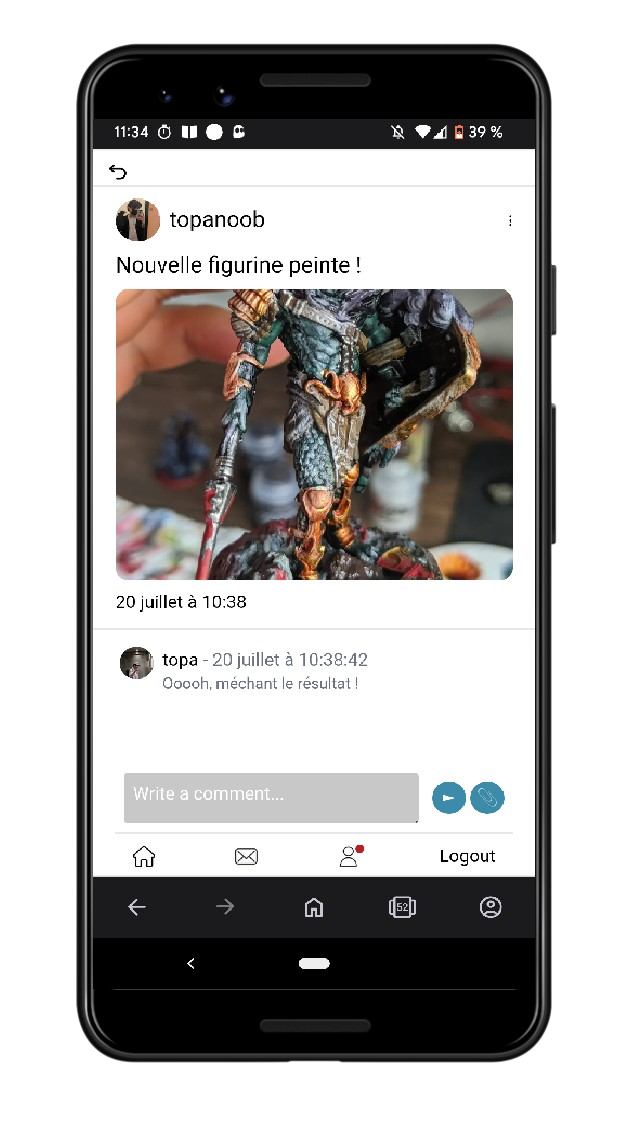 11:34 39 %
topanoob
Nouvelle figurine peinte !
20 juillet à 10:38
topa - 20 juillet à 10:38:42
Ooooh, méchant le résultat !
Write a comment...
Logout
52